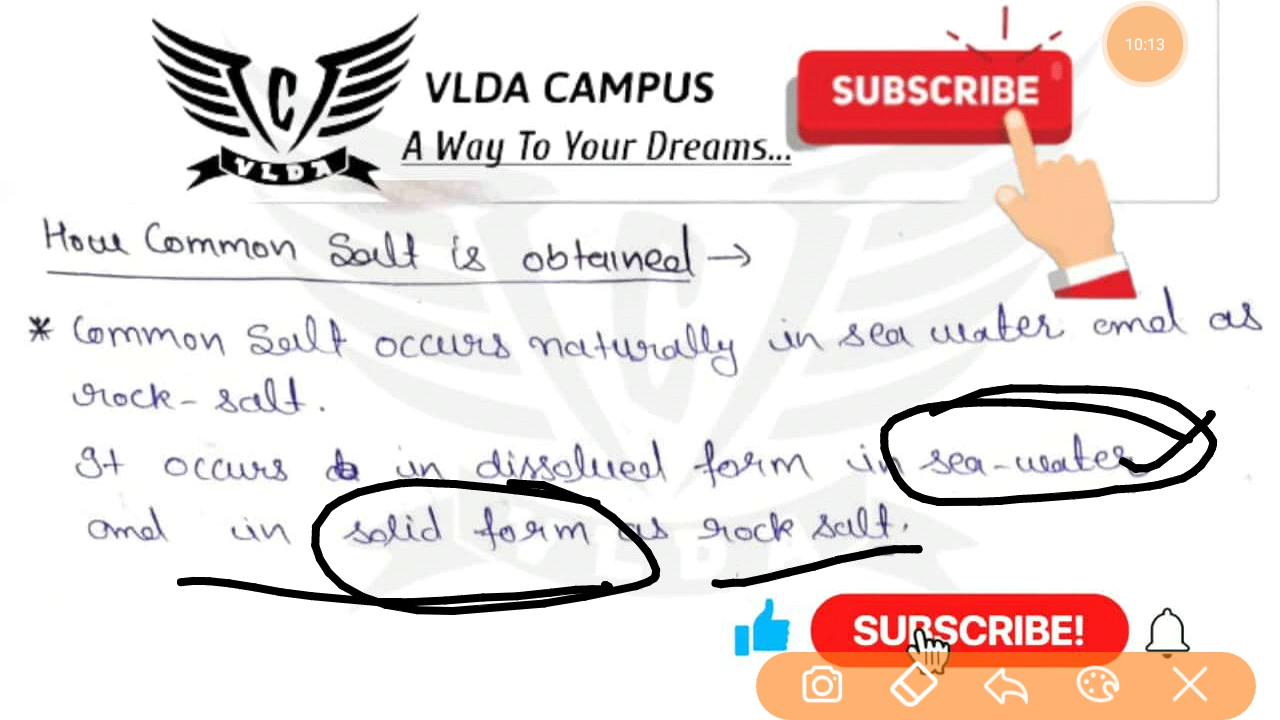 VLDA CAMPUS
A Way To Your Dreams...
C
VLDA
SUBSCRIBE
10:13
How Common Salt is obtained →
* Common Salt occurs naturally in sea water and as
rock-salt.
It occurs in dissolved form in sea-water
and in solid form as rock salt.
SUBSCRIBE!